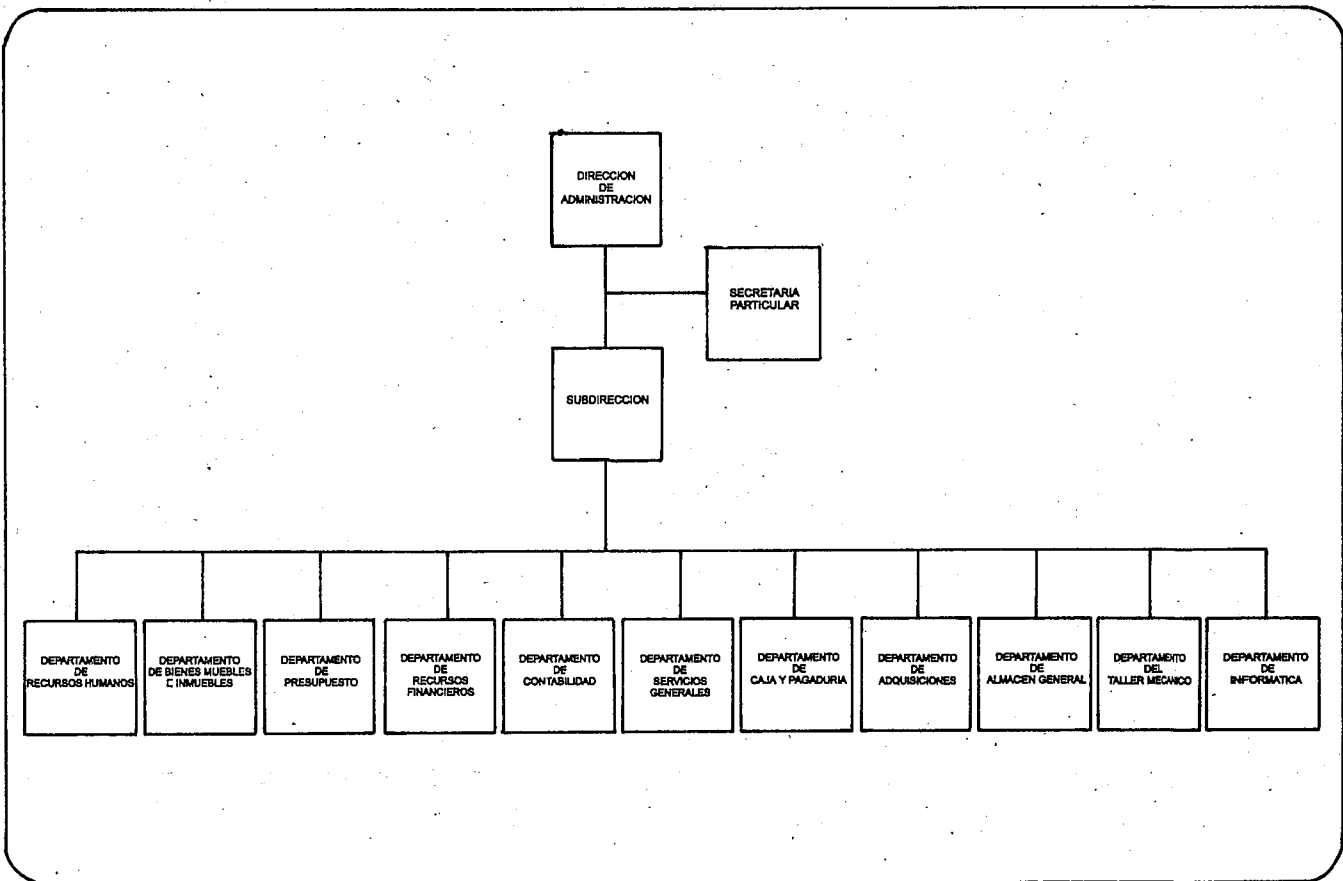 DIRECCION
DE
ADMINISTRACION
SECRETARIA
PARTICULAR
SUBDIRECCION
DEPARTAMENTO
DE
RECURSOS HUMANOS
DEPARTAMENTO
DE BIENES MUEBLES
E INMUEBLES
DEPARTAMENTO
DE
PRESUPUESTO
DEPARTAMENTO
DE
RECURSOS
FINANCIEROS
DEPARTAMENTO
DE
CONTABILIDAD
DEPARTAMENTO
DE
SERVICIOS
GENERALES
DEPARTAMENTO
DE
CAJA Y PAGADURIA
DEPARTAMENTO
DE
ADQUISICIONES
DEPARTAMENTO
DE
ALMACEN GENERAL
DEPARTAMENTO
DEL
TALLER MECANICO
DEPARTAMENTO
DE
INFORMATICA